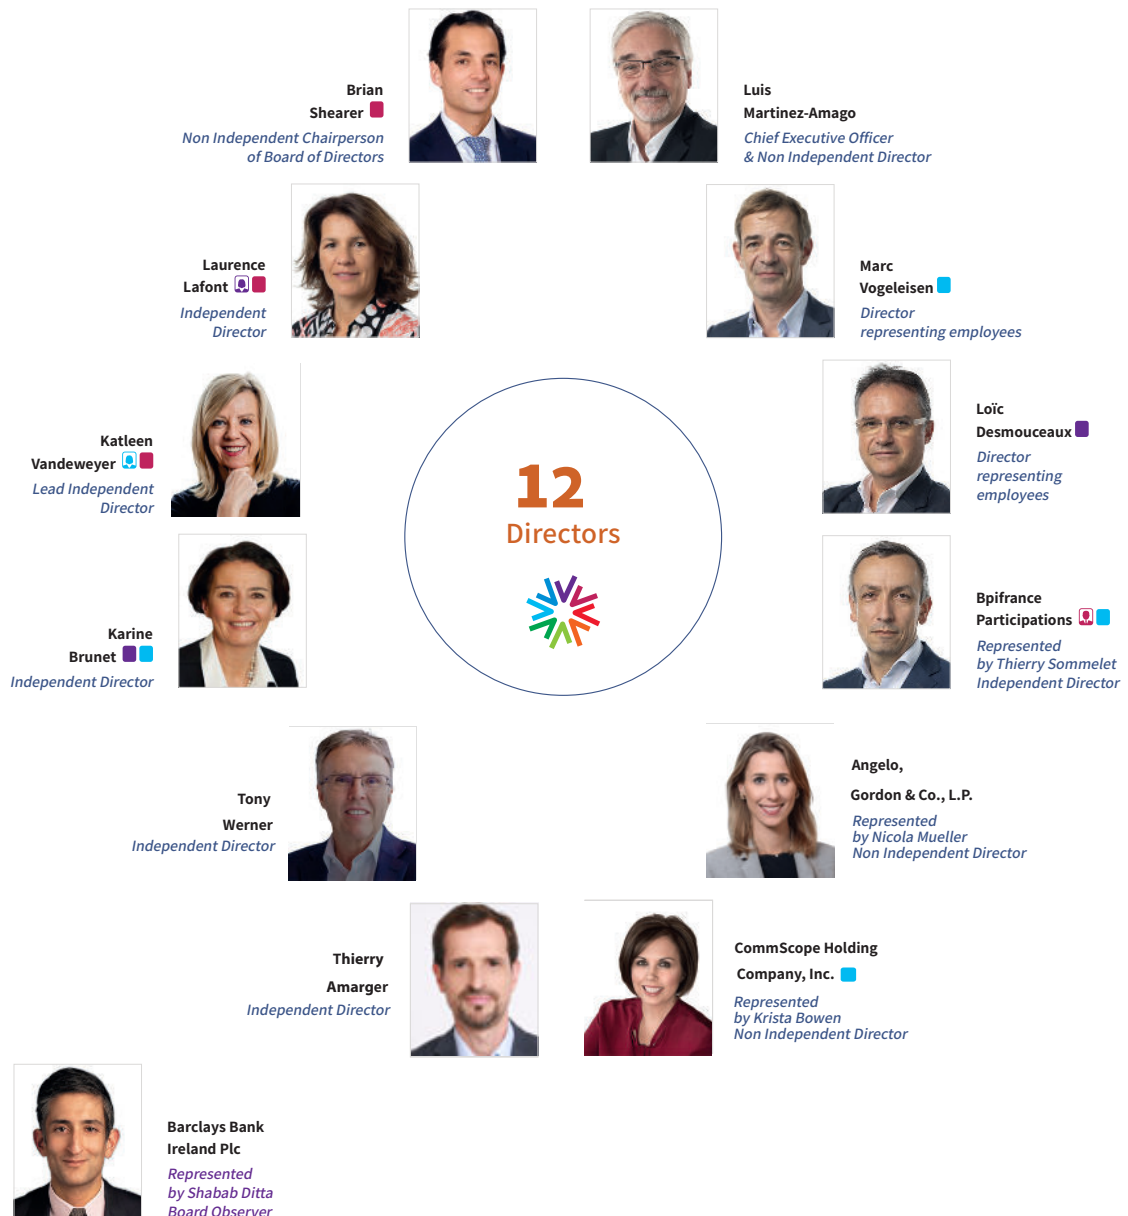 Brian
Shearer
Non Independent Chairperson
of Board of Directors
Luis
Martinez-Amago
Chief Executive Officer
& Non Independent Director
Laurence
Lafont
Independent
Director
Marc
Vogeleisen
Director
representing employees
Katleen
Vandeweyer
Lead Independent
Director
Loïc
Desmouceaux
Director
representing
employees
12
Directors
Karine
Brunet
Independent Director
Bpifrance
Participations
Represented
by Thierry Sommelet
Independent Director
Tony
Werner
Independent Director
Angelo,
Gordon & Co., L.P.
Represented
by Nicola Mueller
Non Independent Director
Thierry
Amarger
Independent Director
CommScope Holding
Company, Inc.
Represented
by Krista Bowen
Non Independent Director
Barclays Bank
Ireland Plc
Represented
by Shabab Ditta
Board Observer